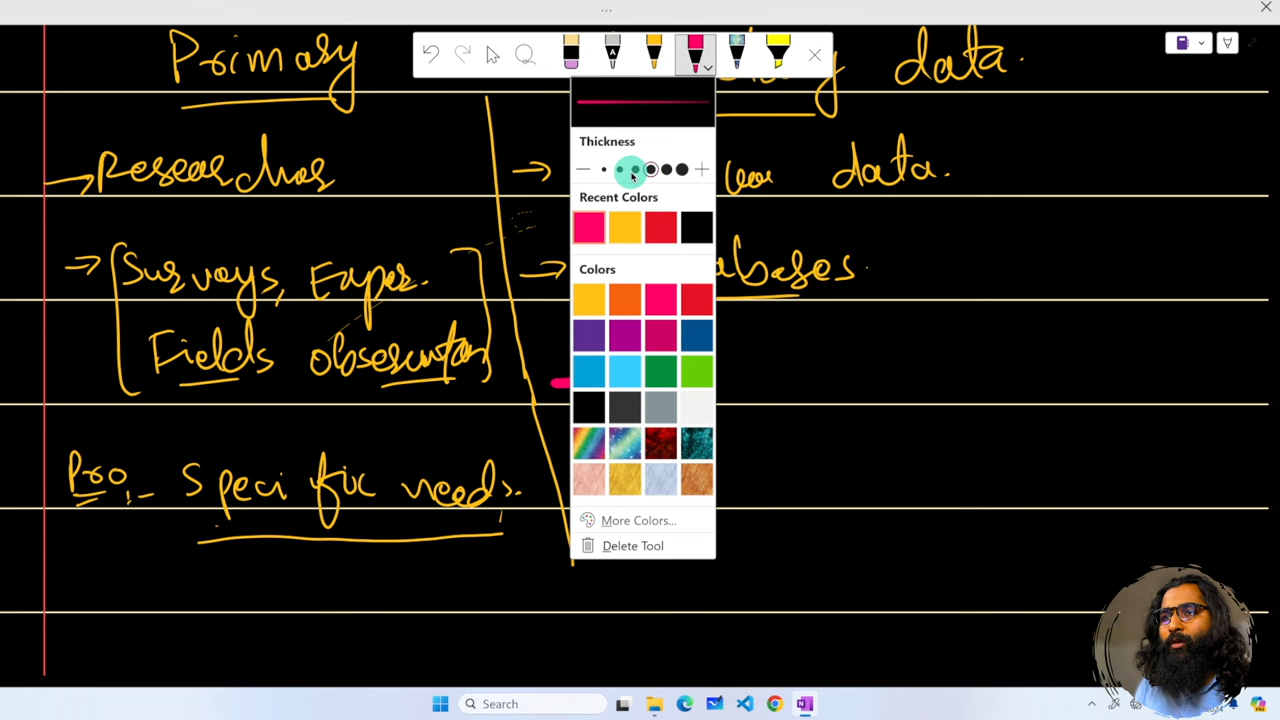 Primary
data.
→ Researcher
→ data.
→ Surveys, Exper.
Fields observation
→ abases
Pro:- Specific needs.
A
Thickness
Recent Colors
Colors
More Colors...
Delete Tool
Search